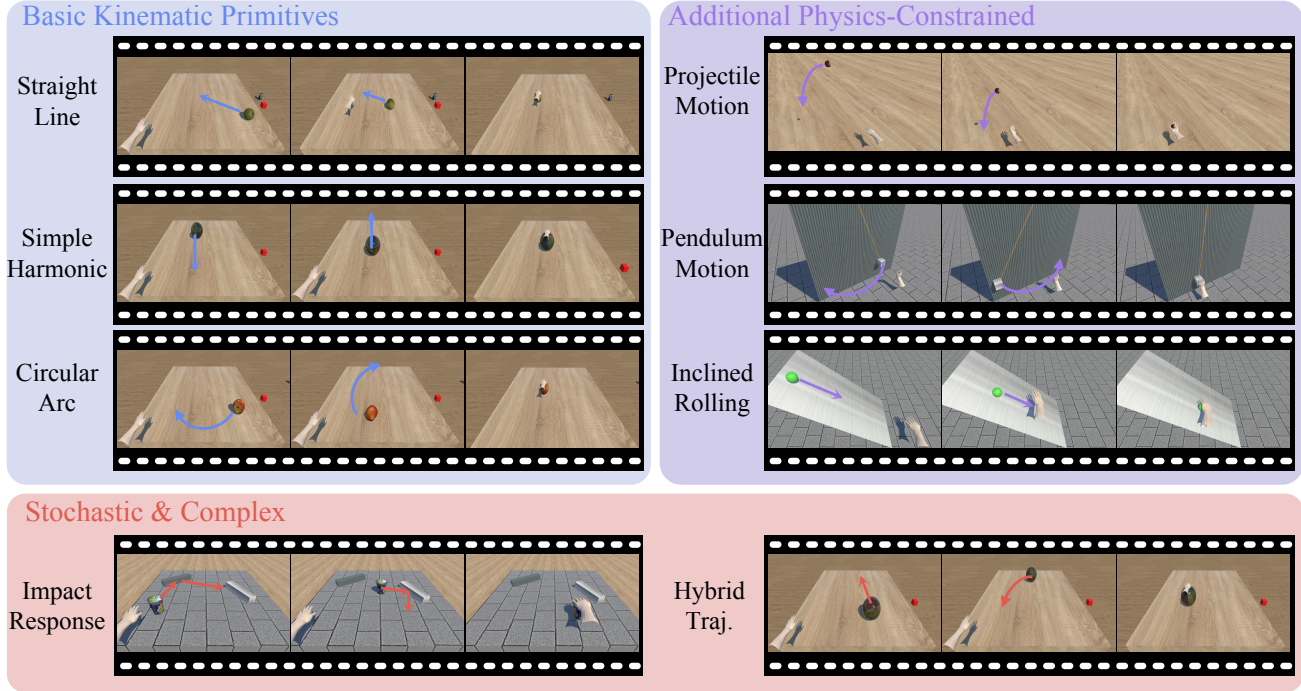 Basic Kinematic Primitives
Straight
Line
Simple
Harmonic
Circular
Arc
Additional Physics-Constrained
Projectile
Motion
Pendulum
Motion
Inclined
Rolling
Stochastic & Complex
Impact
Response
Hybrid
Traj.